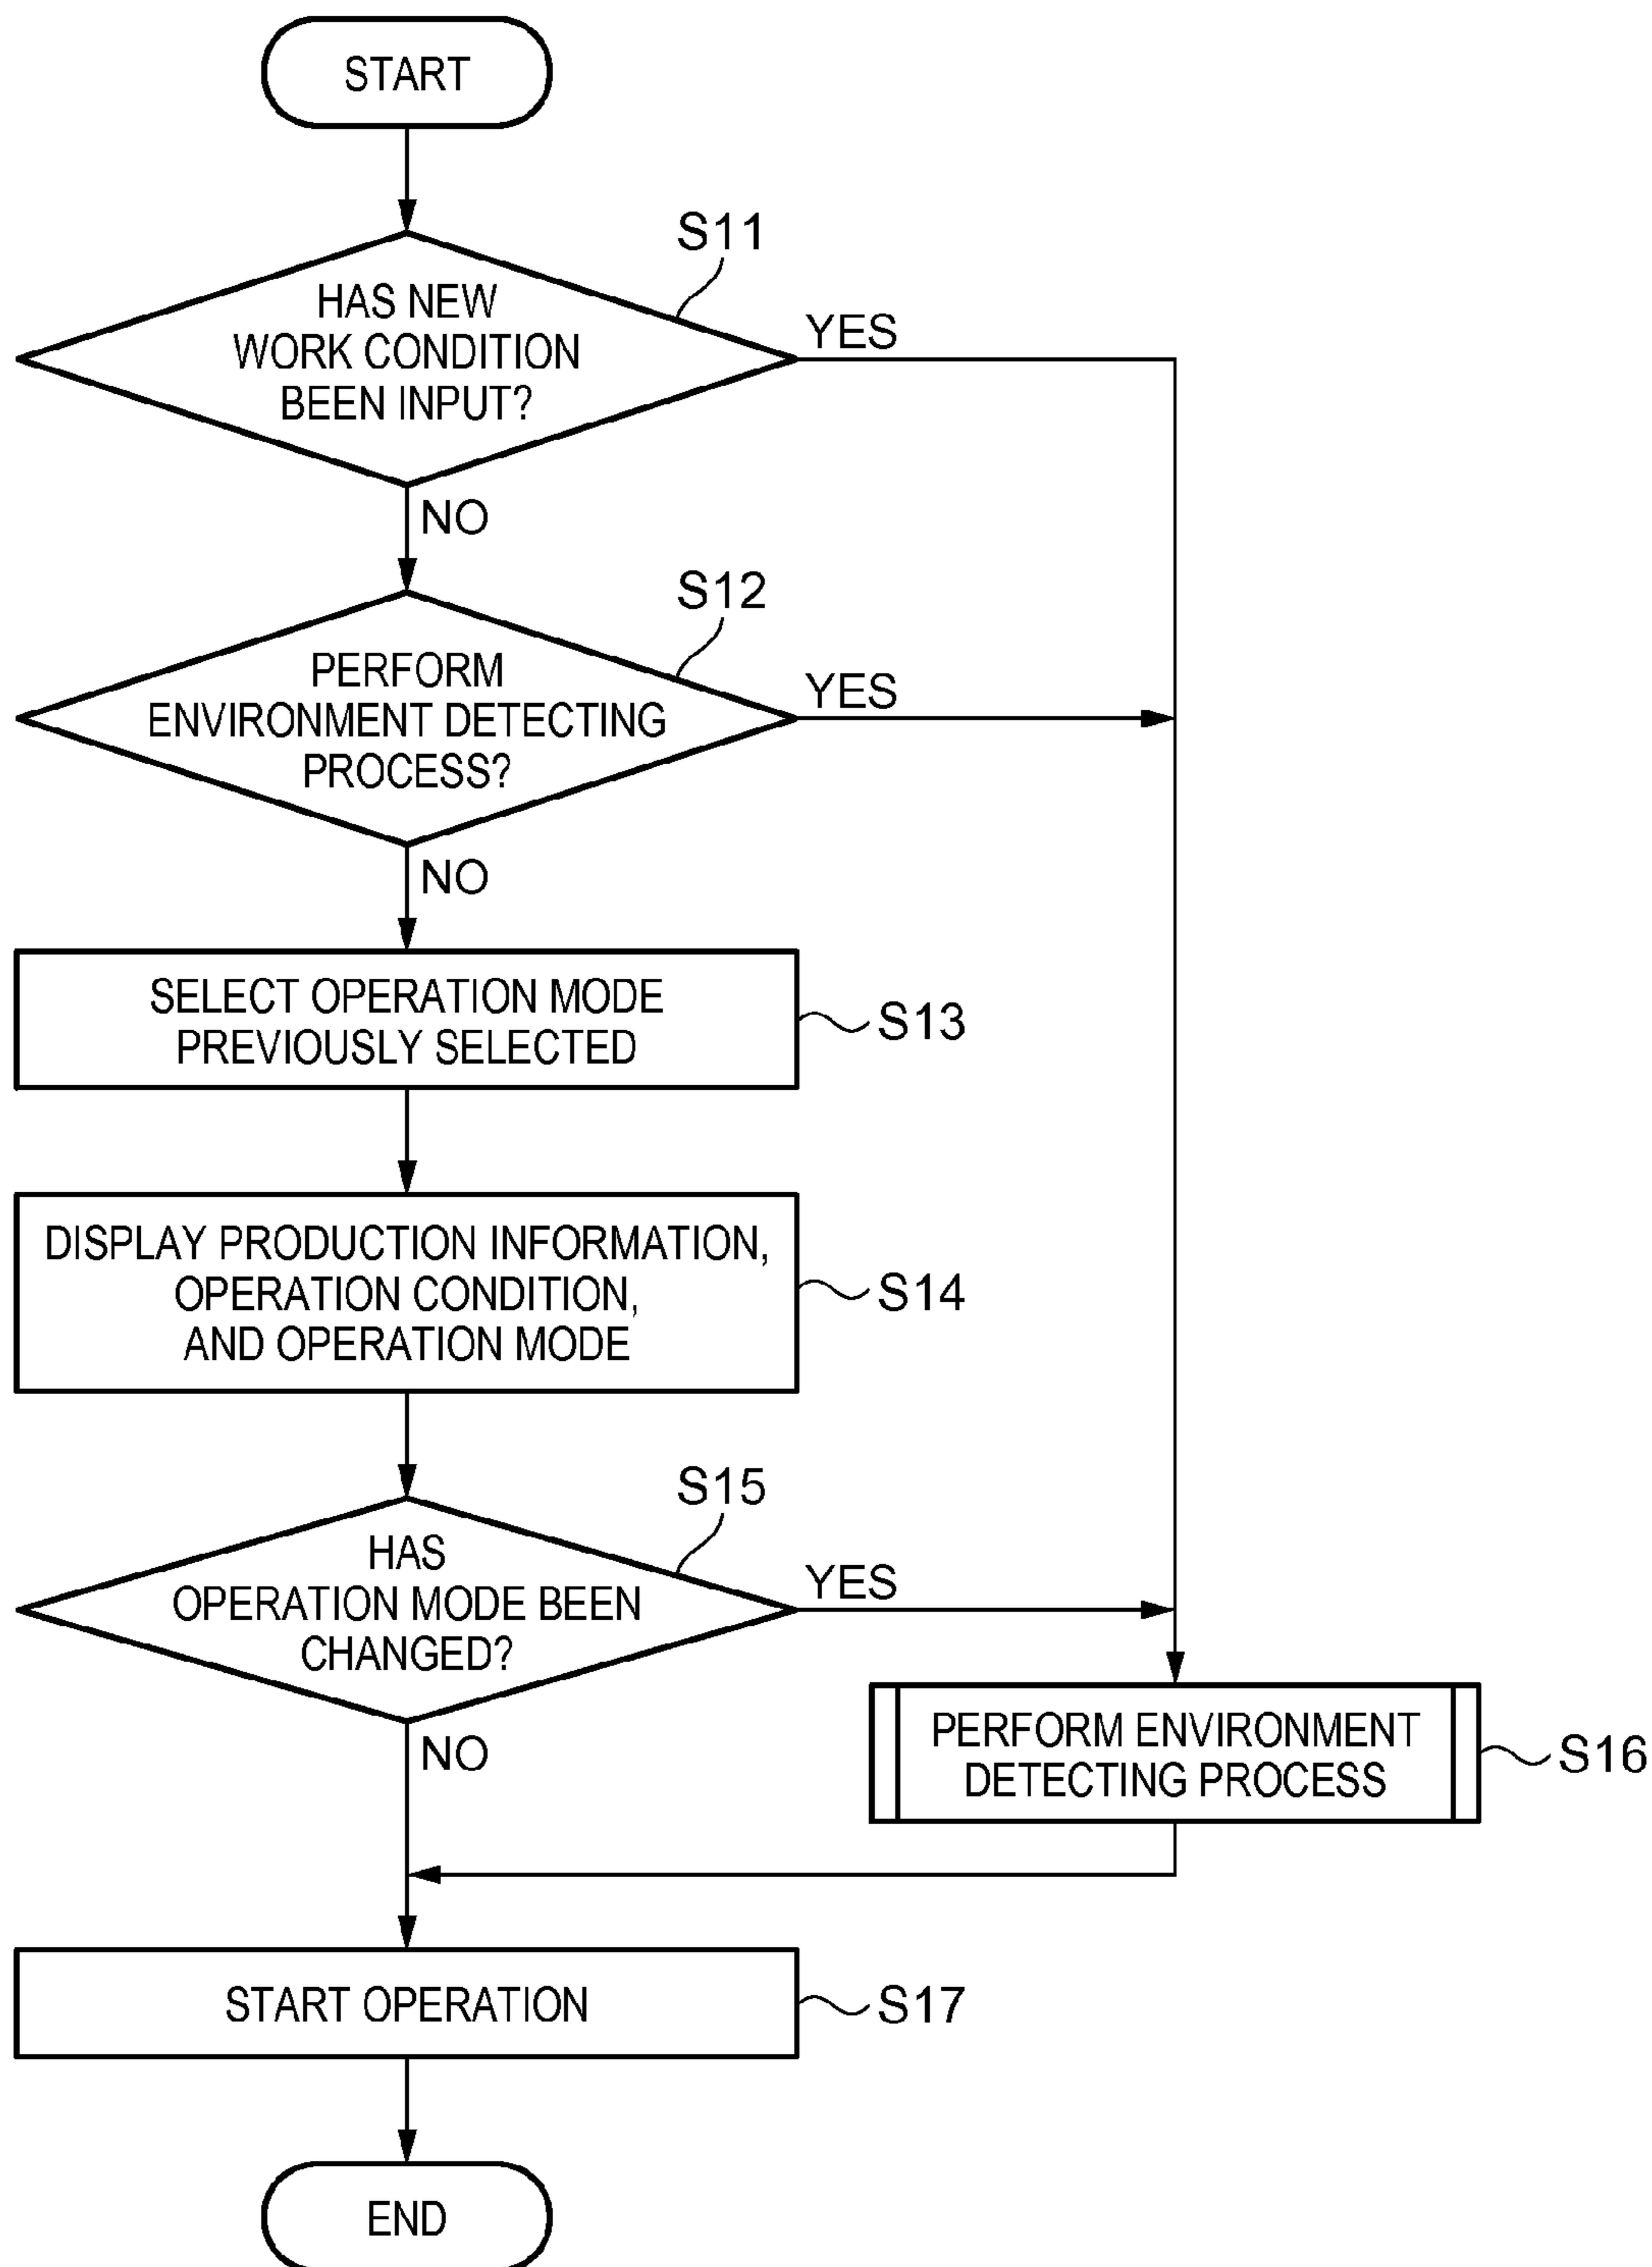 START
S11
HAS NEW
WORK CONDITION
BEEN INPUT?
YES
NO
S12
PERFORM
ENVIRONMENT DETECTING
PROCESS?
YES
NO
SELECT OPERATION MODE
PREVIOUSLY SELECTED
S13
DISPLAY PRODUCTION INFORMATION,
OPERATION CONDITION,
AND OPERATION MODE
S14
S15
HAS
OPERATION MODE BEEN
CHANGED?
YES
NO
PERFORM ENVIRONMENT
DETECTING PROCESS
S16
START OPERATION
S17
END